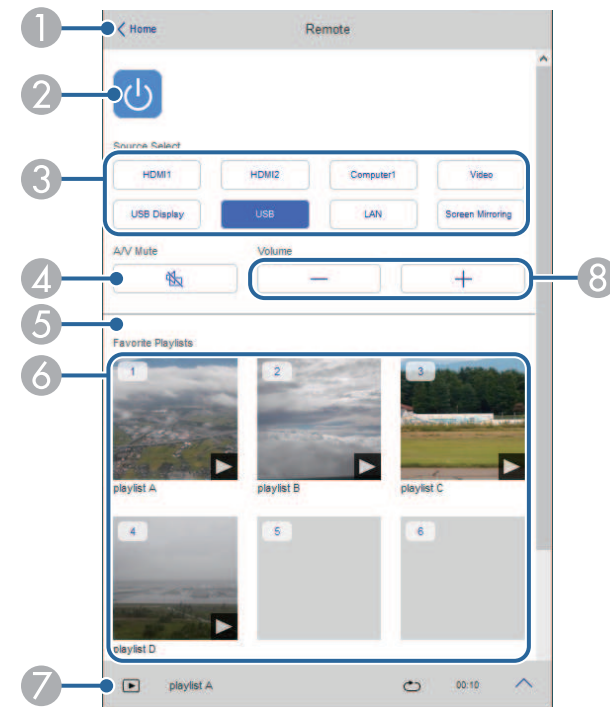 1 Home Remote
2
Source Select
3 HDMI1 HDMI2 Computer1 Video
USB Display USB LAN Screen Mirroring
A/V Mute Volume
4 8
5
Favorite Playlists
6 1 2 3
playlist A playlist B playlist C
4 5 6
playlist D
7 playlist A 00:10